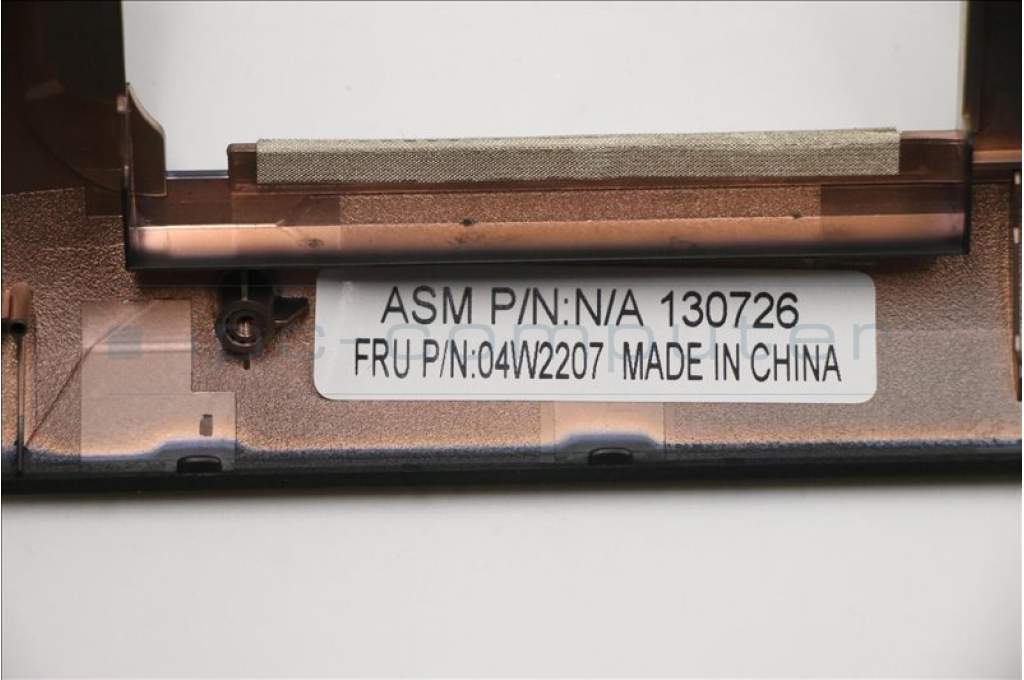 ASM P/N:N/A 130726
FRU P/N:04W2207 MADE IN CHINA